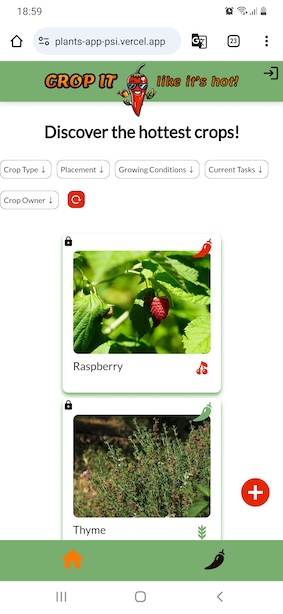 18:59
plants-app-psi.vercel.app
23
CROP IT like it's hot!
Discover the hottest crops!
Crop Type ↓ Placement ↓ Growing Conditions ↓ Current Tasks ↓
Crop Owner ↓
Raspberry
Thyme